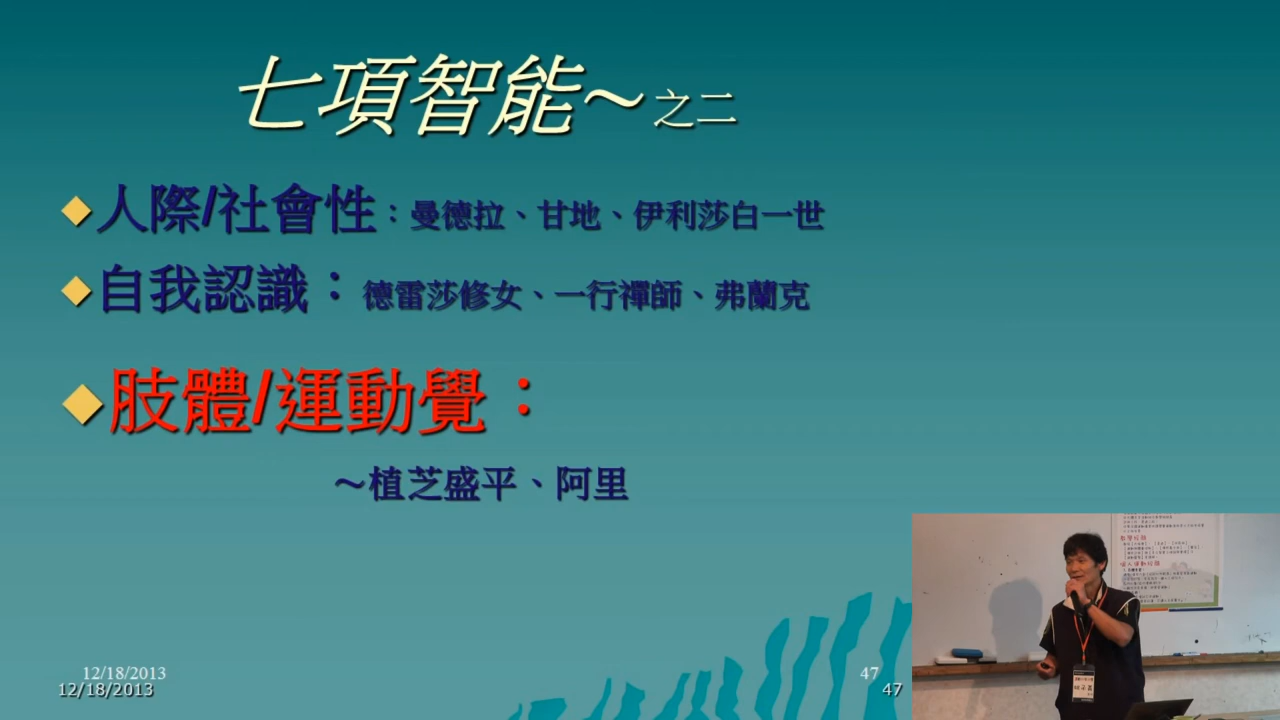 七項智能~之二
◆人際/社會性：曼德拉、甘地、伊利莎白一世
◆自我認識：德雷莎修女、一行禪師、弗蘭克
◆肢體/運動覺：
~植芝盛平、阿里
12/18/2013
47
12/18/2013
47